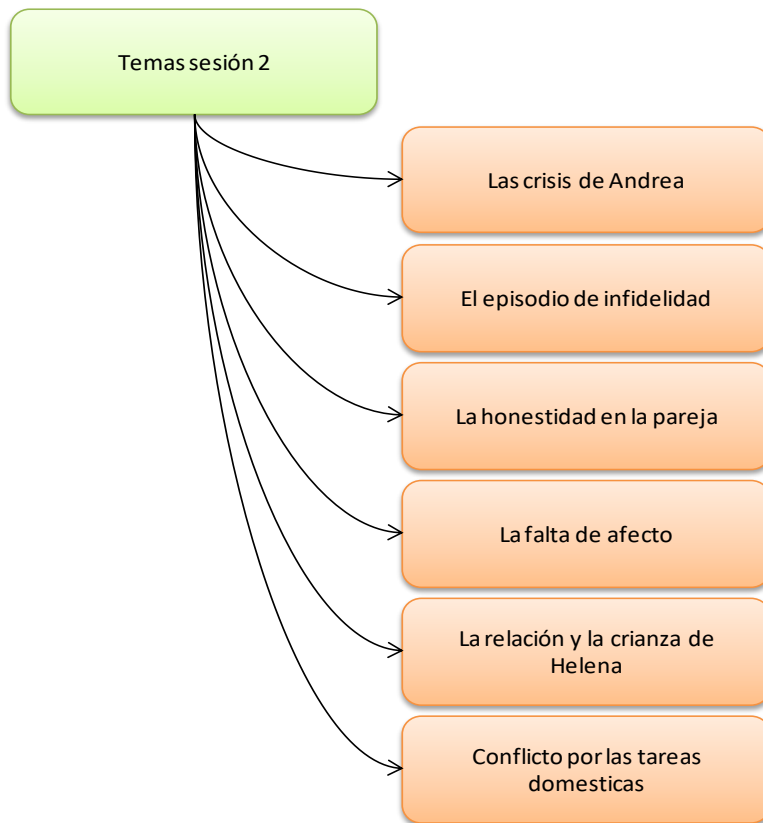 Temas sesión 2
Las crisis de Andrea
El episodio de infidelidad
La honestidad en la pareja
La falta de afecto
La relación y la crianza de
Helena
Conflicto por las tareas
domesticas